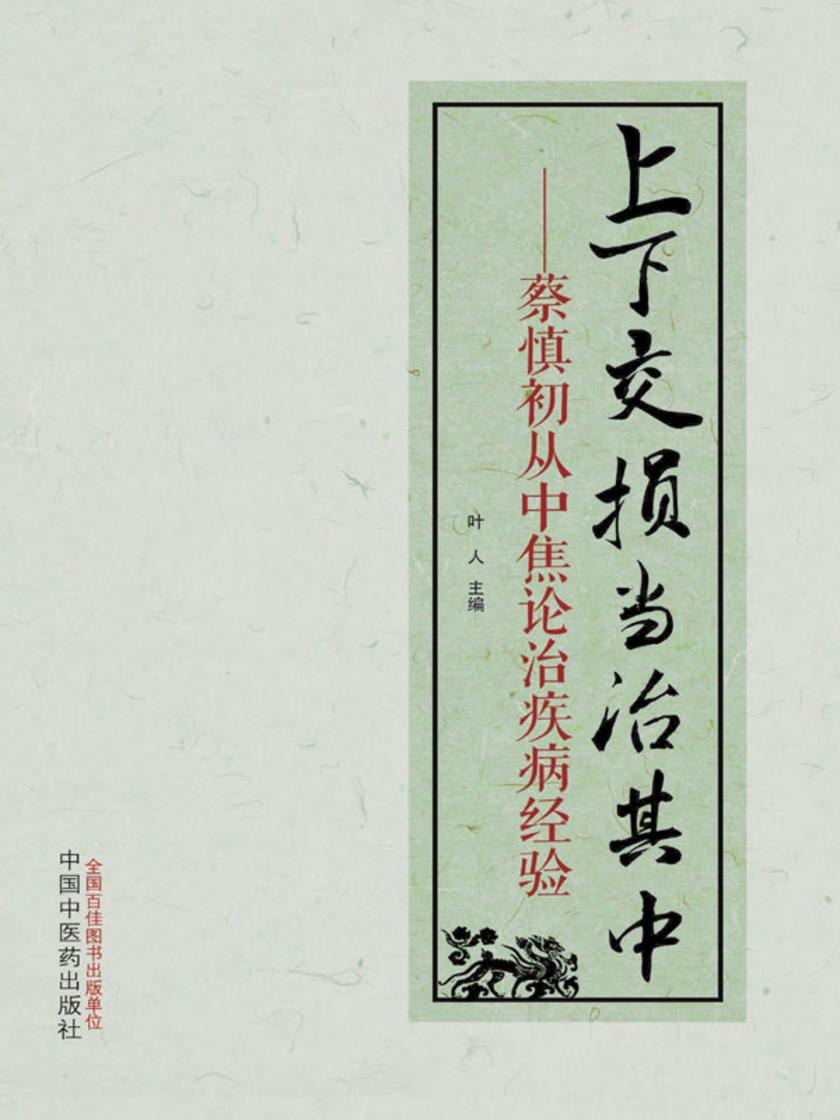 上下交损当治其中
——蔡慎初从中焦论治疾病经验
叶人 主编
全国百佳图书出版单位
中国中医药出版社